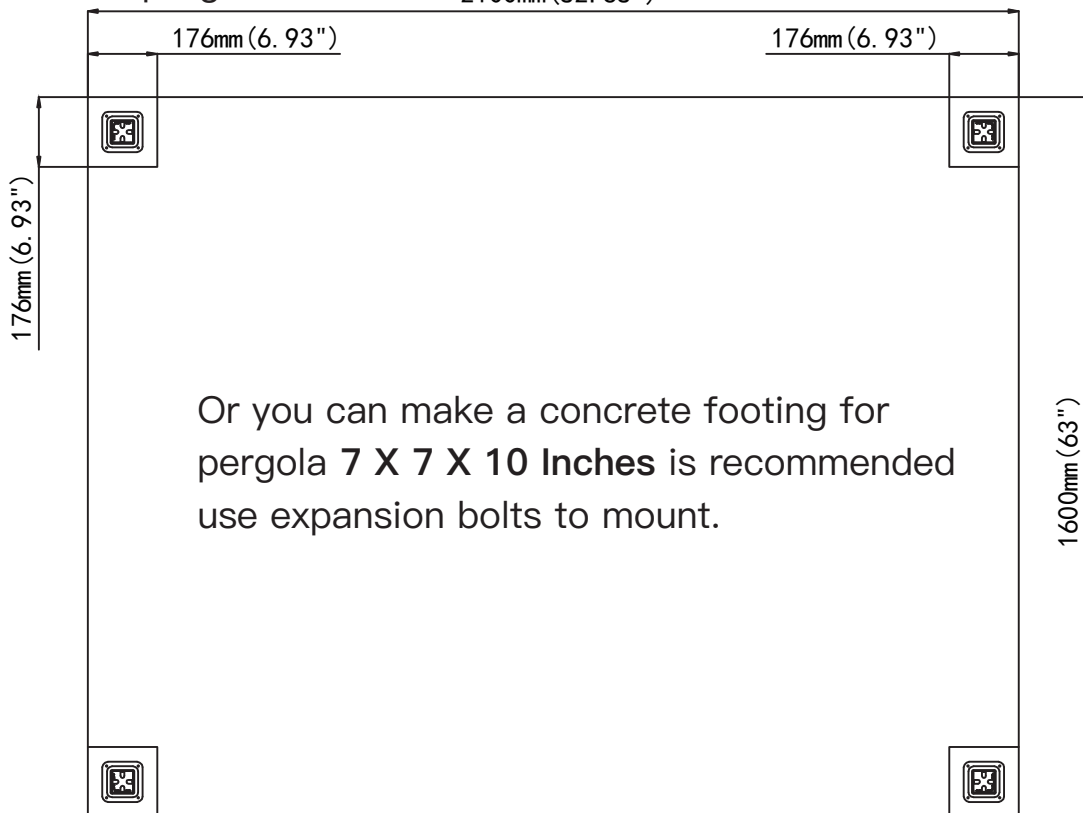 176mm(6.93")
176mm(6.93")
176mm(6.93")
Or you can make a concrete footing for
pergola 7 X 7 X 10 Inches is recommended
use expansion bolts to mount.
1600mm(63")